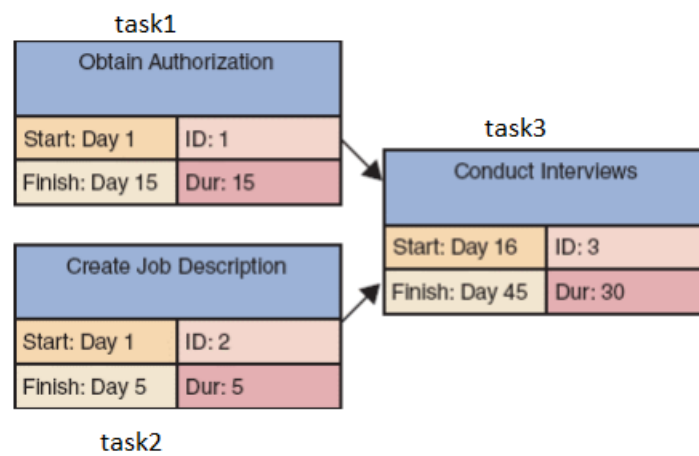 task1
Obtain Authorization
Start: Day 1
ID: 1
Finish: Day 15
Dur: 15
Create Job Description
Start: Day 1
ID: 2
Finish: Day 5
Dur: 5
task2
task3
Conduct Interviews
Start: Day 16
ID: 3
Finish: Day 45
Dur: 30